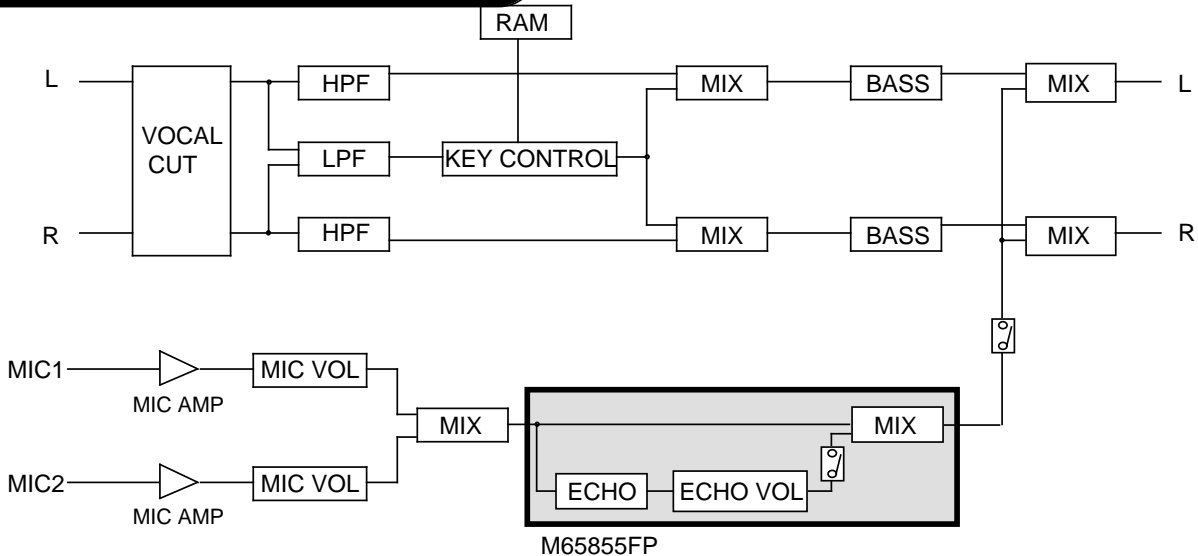 RAM
L HPF MIX BASS MIX L
VOCAL
CUT
LPF KEY CONTROL
R HPF MIX BASS MIX R
MIC1 MIC VOL
MIC AMP
MIX MIX
MIC2 MIC VOL ECHO ECHO VOL
MIC AMP
M65855FP